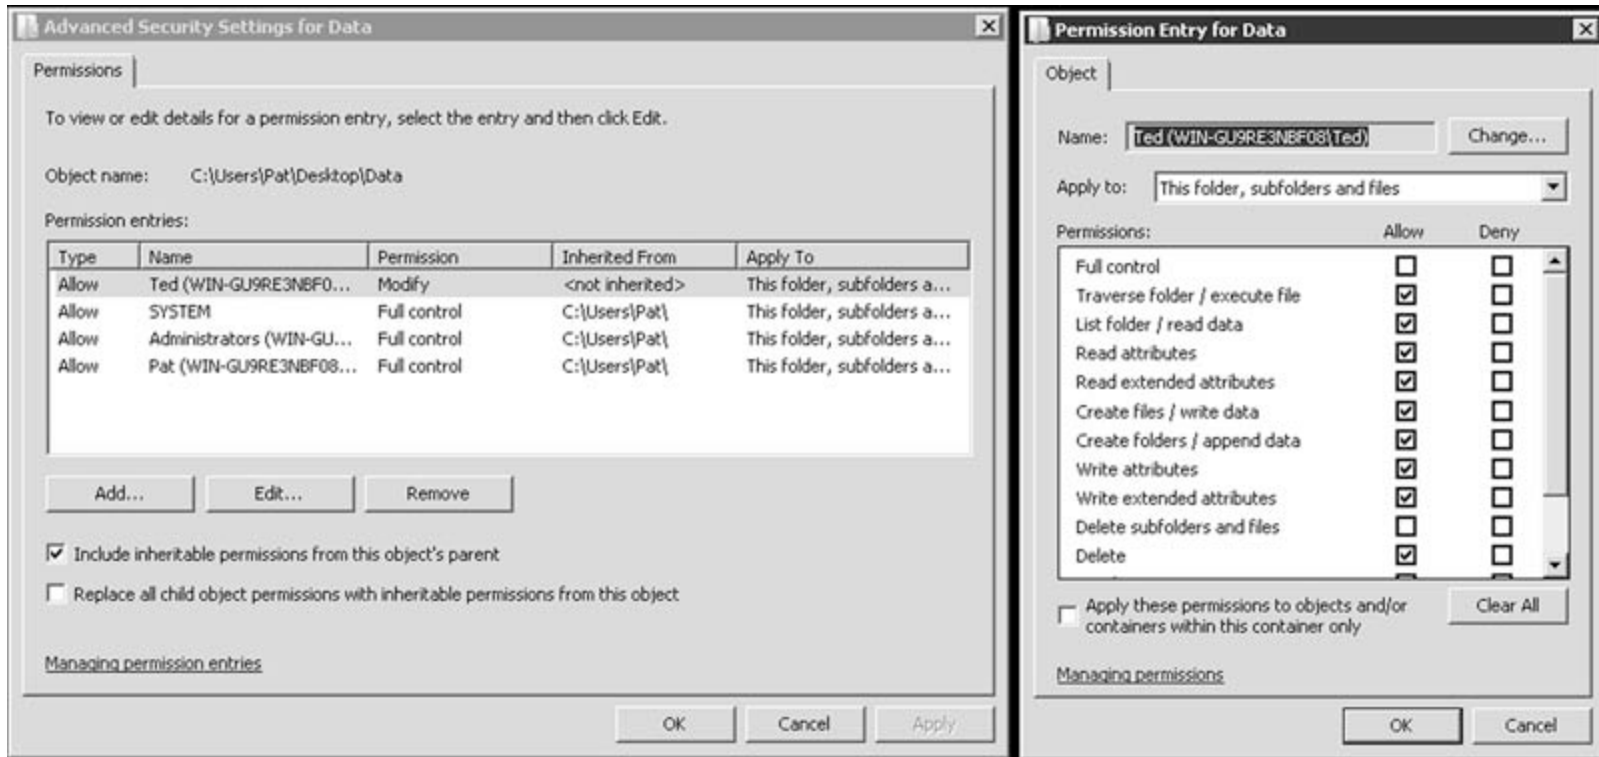 Advanced Security Settings for Data
Permissions
To view or edit details for a permission entry, select the entry and then click Edit.
Object name: C:\Users\Pat\Desktop\Data
Permission entries:
Type Name Permission Inherited From Apply To
Allow Ted (WIN-GU9RE3NBF0... Modify <not inherited> This folder, subfolders a...
Allow SYSTEM Full control C:\Users\Pat\ This folder, subfolders a...
Allow Administrators (WIN-GU... Full control C:\Users\Pat\ This folder, subfolders a...
Allow Pat (WIN-GU9RE3NBF08... Full control C:\Users\Pat\ This folder, subfolders a...
Add... Edit... Remove
Include inheritable permissions from this object's parent
Replace all child object permissions with inheritable permissions from this object
Managing permission entries
OK Cancel Apply
Permission Entry for Data
Object
Name: Ted (WIN-GU9RE3NBF08\Ted) Change...
Apply to: This folder, subfolders and files
Permissions: Allow Deny
Full control
Traverse folder / execute file
List folder / read data
Read attributes
Read extended attributes
Create files / write data
Create folders / append data
Write attributes
Write extended attributes
Delete subfolders and files
Delete
Apply these permissions to objects and/or
containers within this container only
Clear All
Managing permissions
OK Cancel